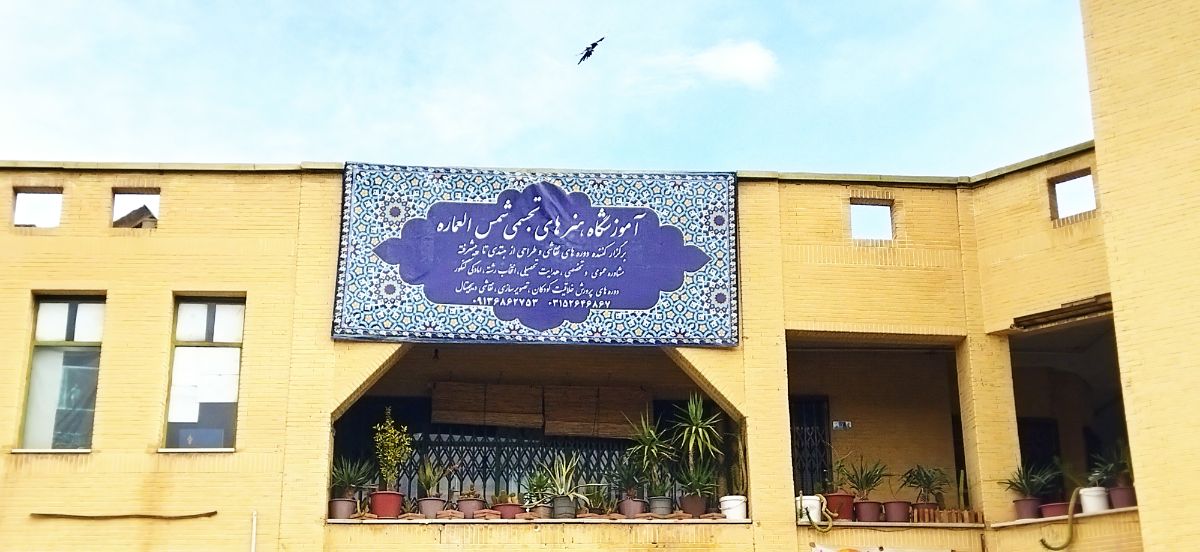 آموزشگاه هنرهای تجسمی شمس العماره
برگزار کننده دوره های نقاشی و طراحی از مبتدی تا پیشرفته
مشاوره عمومی و تخصصی، هدایت تحصیلی، انتخاب رشته، آمادگی کنکور
دوره های پرورش خلاقیت کودکان، تصویرسازی، نقاشی دیجیتال
۰۳۱۵۲۶۴۶۸۶۷ ۰۹۱۳۶۸۶۲۷۵۳